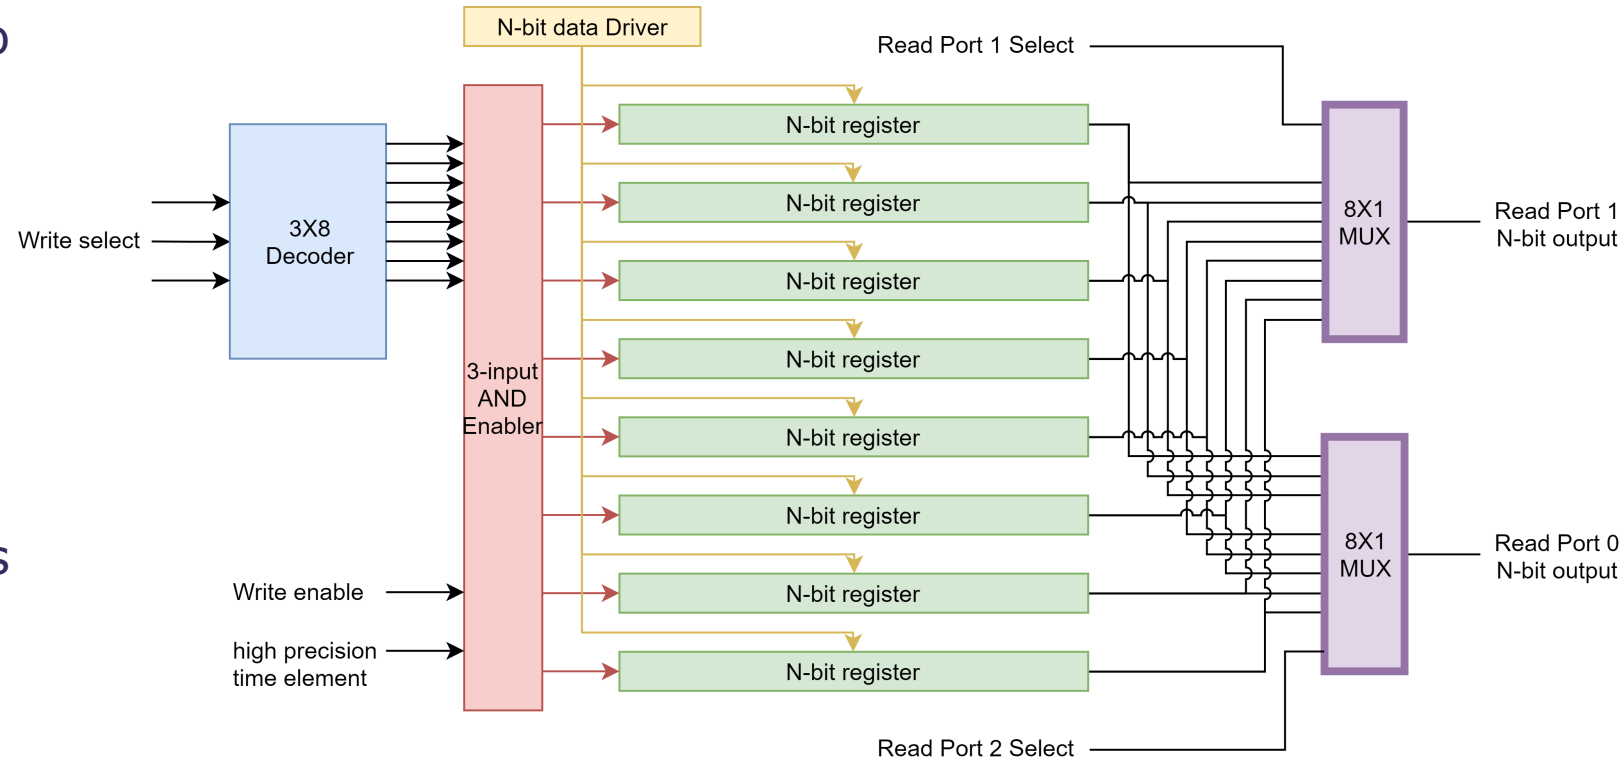 N-bit data Driver
Read Port 1 Select
N-bit register
N-bit register
N-bit register
N-bit register
N-bit register
N-bit register
N-bit register
N-bit register
3X8
Decoder
Write select
3-input
AND
Enabler
Write enable
high precision
time element
8X1
MUX
Read Port 1
N-bit output
8X1
MUX
Read Port 0
N-bit output
Read Port 2 Select